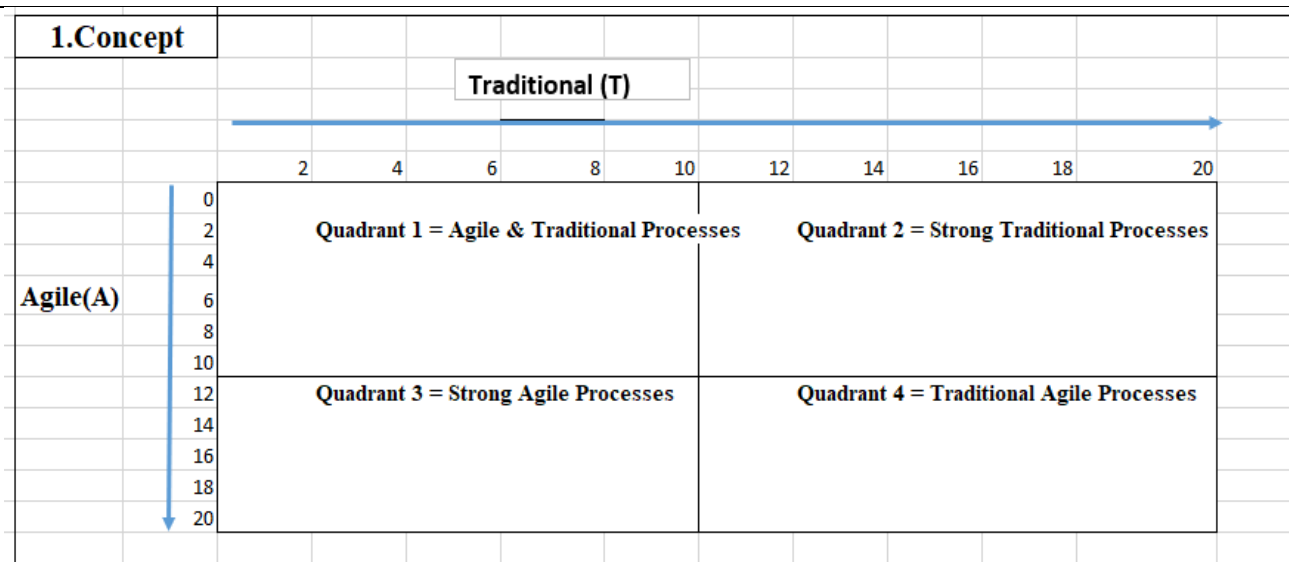 1.Concept
Traditional (T)
2 4 6 8 10 12 14 16 18 20
0
2 Quadrant 1 = Agile & Traditional Processes Quadrant 2 = Strong Traditional Processes
4
Agile(A) 6
8
10
12 Quadrant 3 = Strong Agile Processes Quadrant 4 = Traditional Agile Processes
14
16
18
20